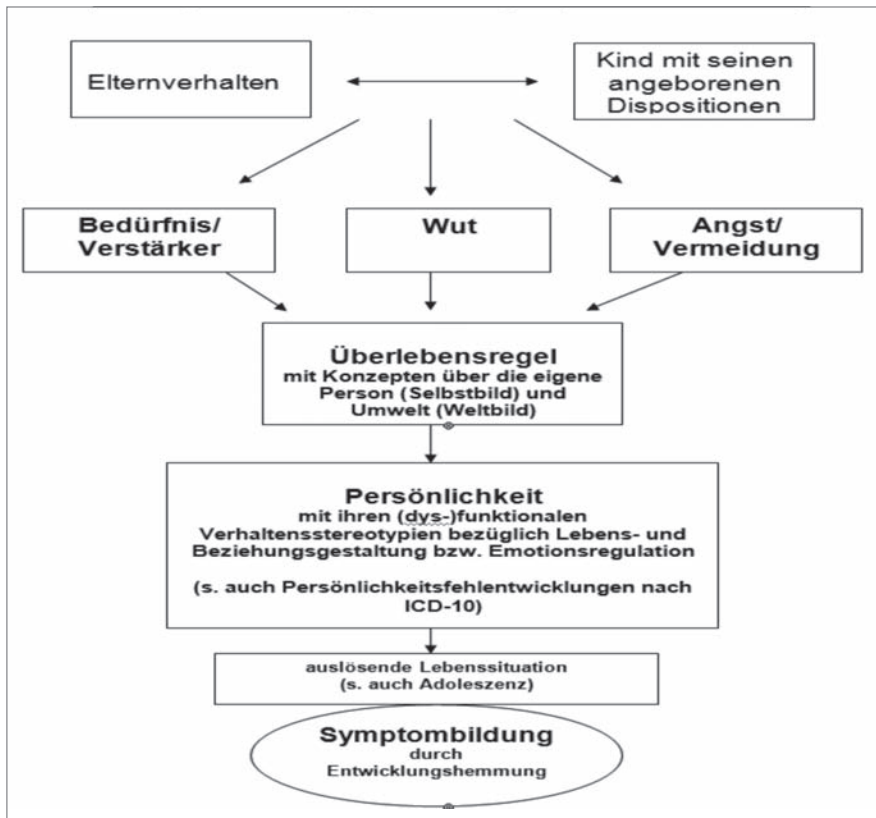 Elternverhalten
Kind mit seinen
angeborenen
Dispositionen
Bedürfnis/
Verstärker
Wut
Angst/
Vermeidung
Überlebensregel
mit Konzepten über die eigene
Person (Selbstbild) und
Umwelt (Weltbild)
Persönlichkeit
mit ihren (dys-)funktionalen
Verhaltensstereotypien bezüglich Lebens- und
Beziehungsgestaltung bzw. Emotionsregulation
(s. auch Persönlichkeitsfehlentwicklungen nach
ICD-10)
auslösende Lebenssituation
(s. auch Adoleszenz)
Symptombildung
durch
Entwicklungshemmung